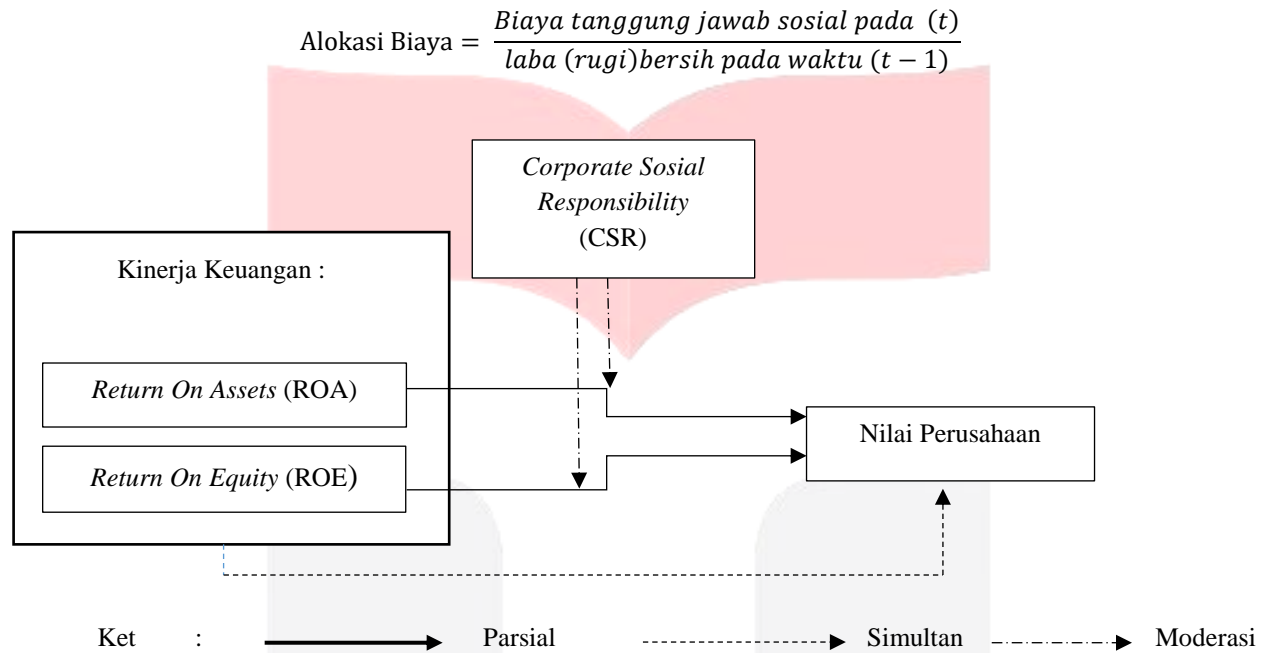 Alokasi Biaya = Biaya tanggung jawab sosial pada (t) / laba (rugi)bersih pada waktu (t − 1)
Corporate Sosial
Responsibility
(CSR)
Kinerja Keuangan :
Return On Assets (ROA)
Nilai Perusahaan
Return On Equity (ROE)
Ket : Parsial Simultan Moderasi